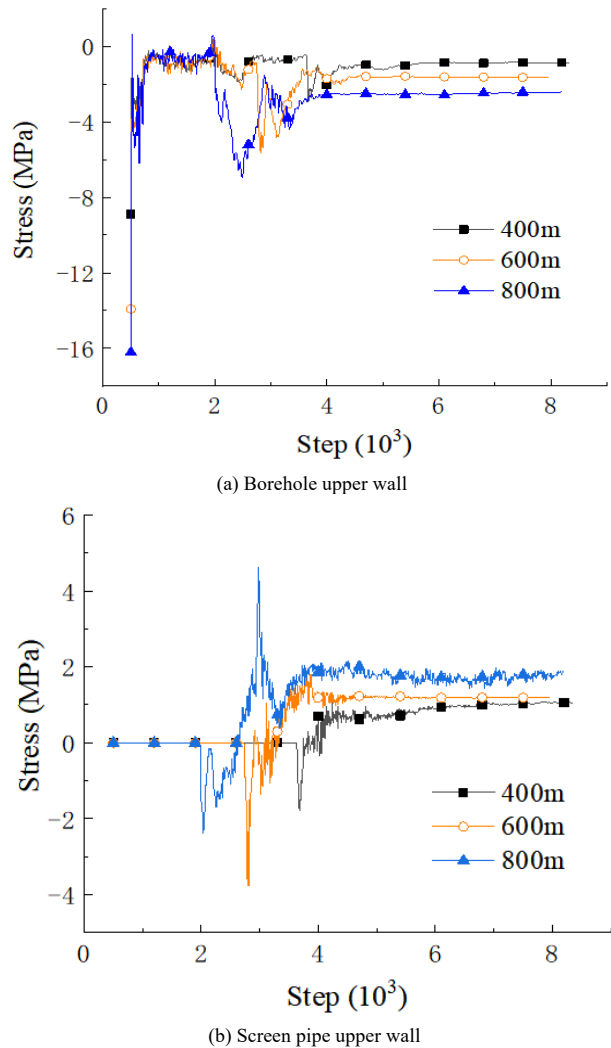 0
−4
−8
−12
−16
Stress (MPa)
400m
600m
800m
0 2 4 6 8
Step (10³)
(a) Borehole upper wall
6
4
2
0
−2
−4
Stress (MPa)
400m
600m
800m
0 2 4 6 8
Step (10³)
(b) Screen pipe upper wall